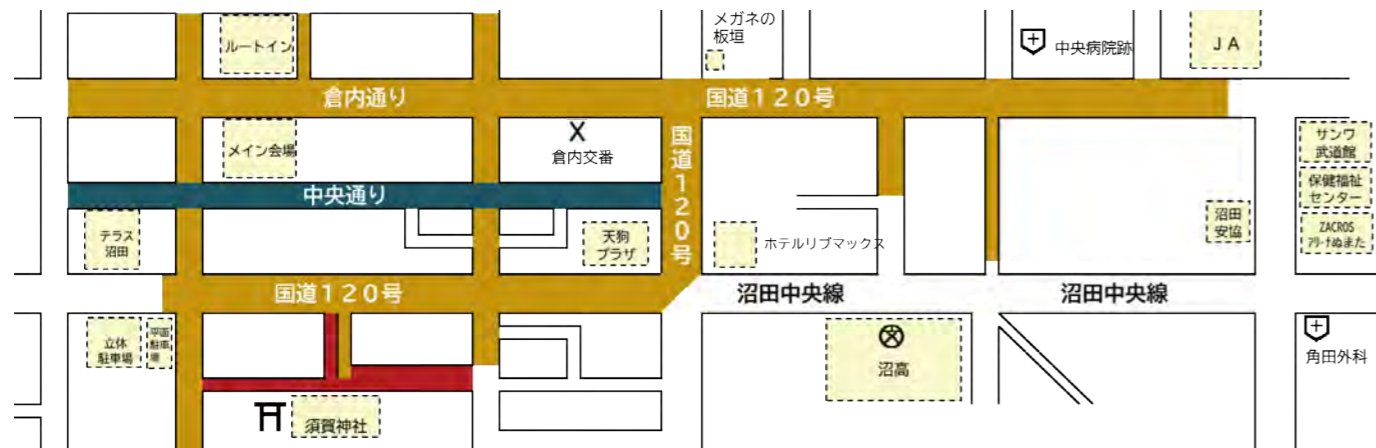 メガネの
板垣
中央病院跡
ＪＡ
ルートイン
倉内通り
国道１２０号
国道１２０号
倉内交番
メイン会場
サンワ
武道館
保健福祉
センター
中央通り
沼田
安協
ZACROS
ｱﾘｰﾅぬまた
テラス
沼田
天狗
プラザ
ホテルリブマックス
国道１２０号
沼田中央線
沼田中央線
立体
駐車場
平面
駐車
場
沼高
角田外科
須賀神社